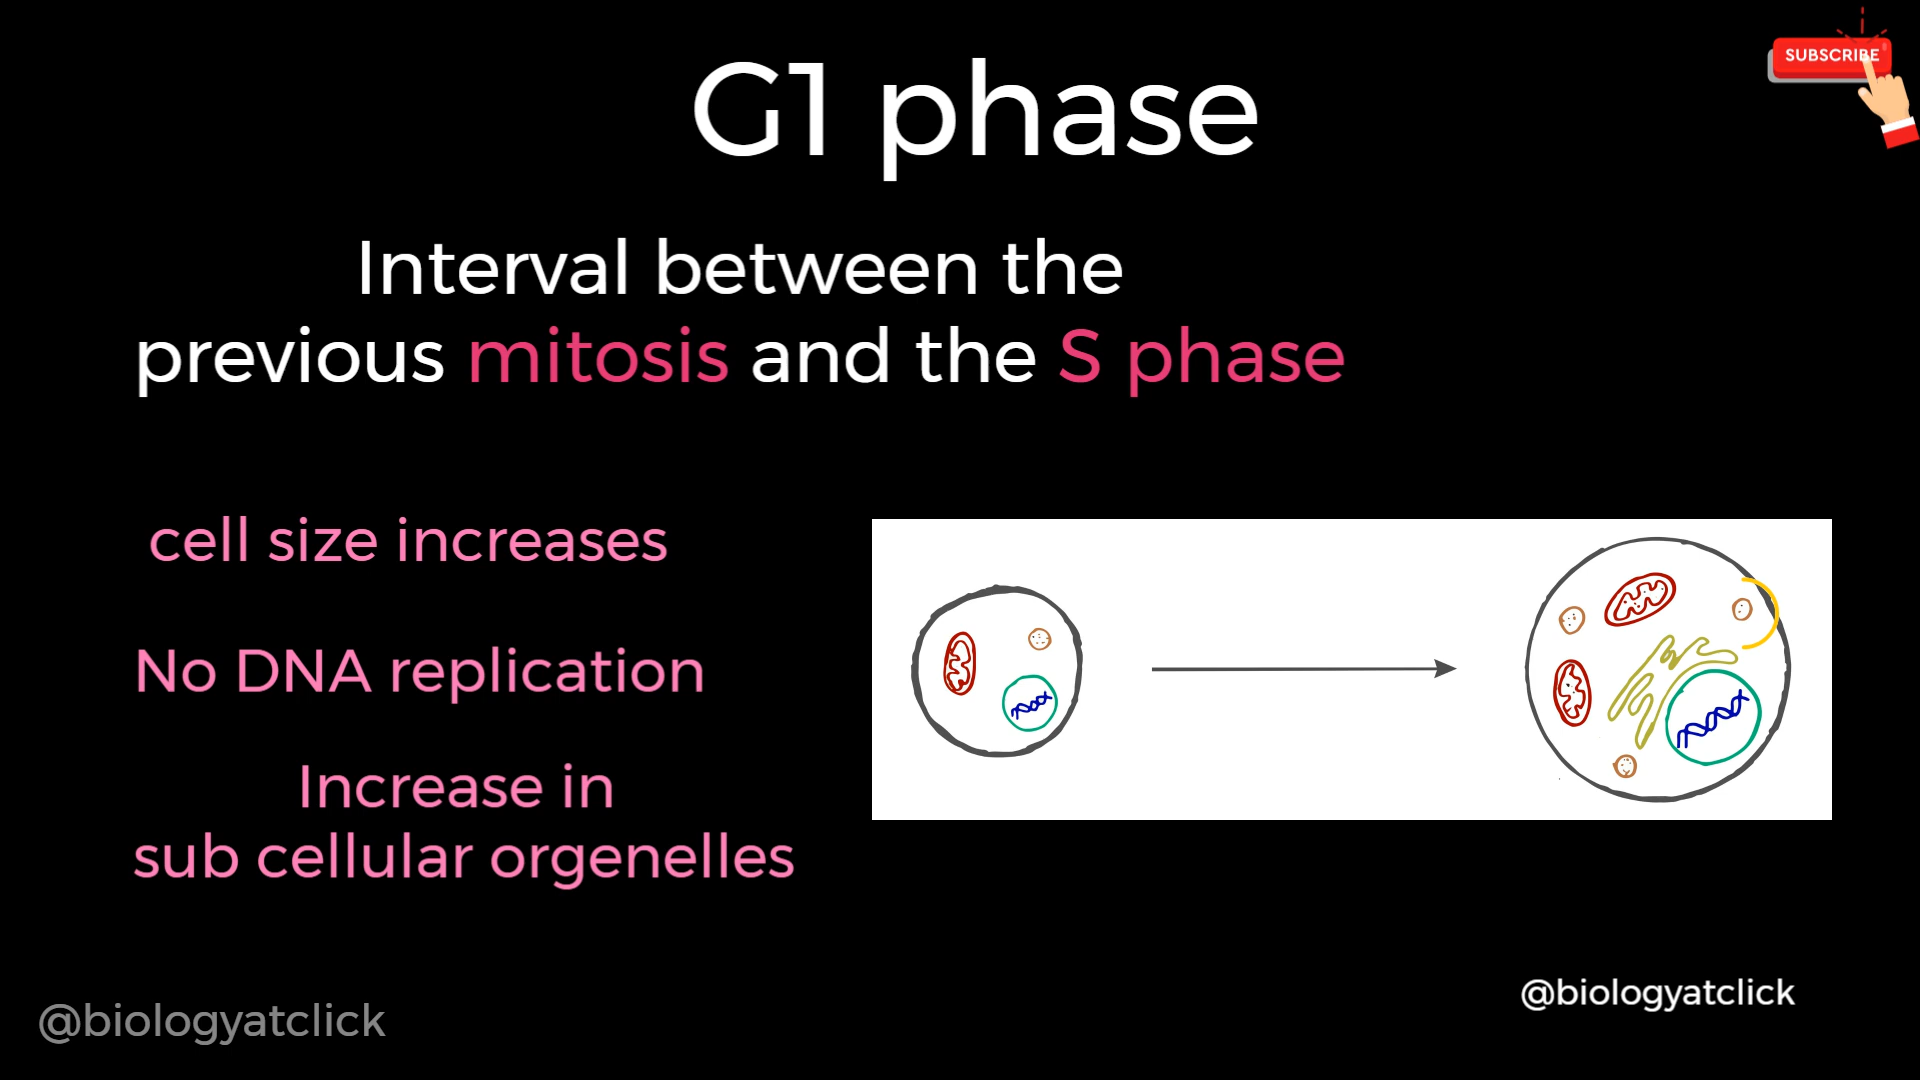 G1 phase
SUBSCRIBE
Interval between the
previous mitosis and the S phase
cell size increases
No DNA replication
Increase in
sub cellular orgenelles
@biologyatclick
@biologyatclick